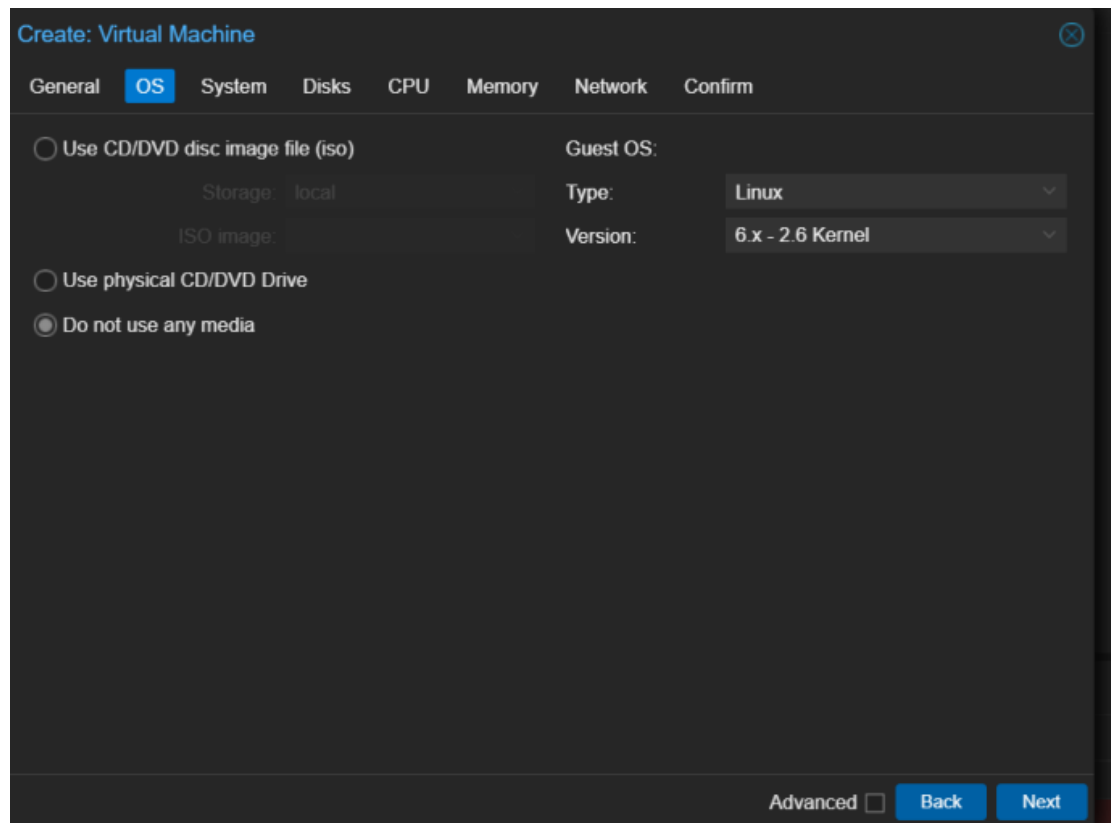 Create: Virtual Machine
General OS System Disks CPU Memory Network Confirm
Use CD/DVD disc image file (iso)
Storage: local
ISO image:
Use physical CD/DVD Drive
Do not use any media
Guest OS:
Type: Linux
Version: 6.x - 2.6 Kernel
Advanced Back Next